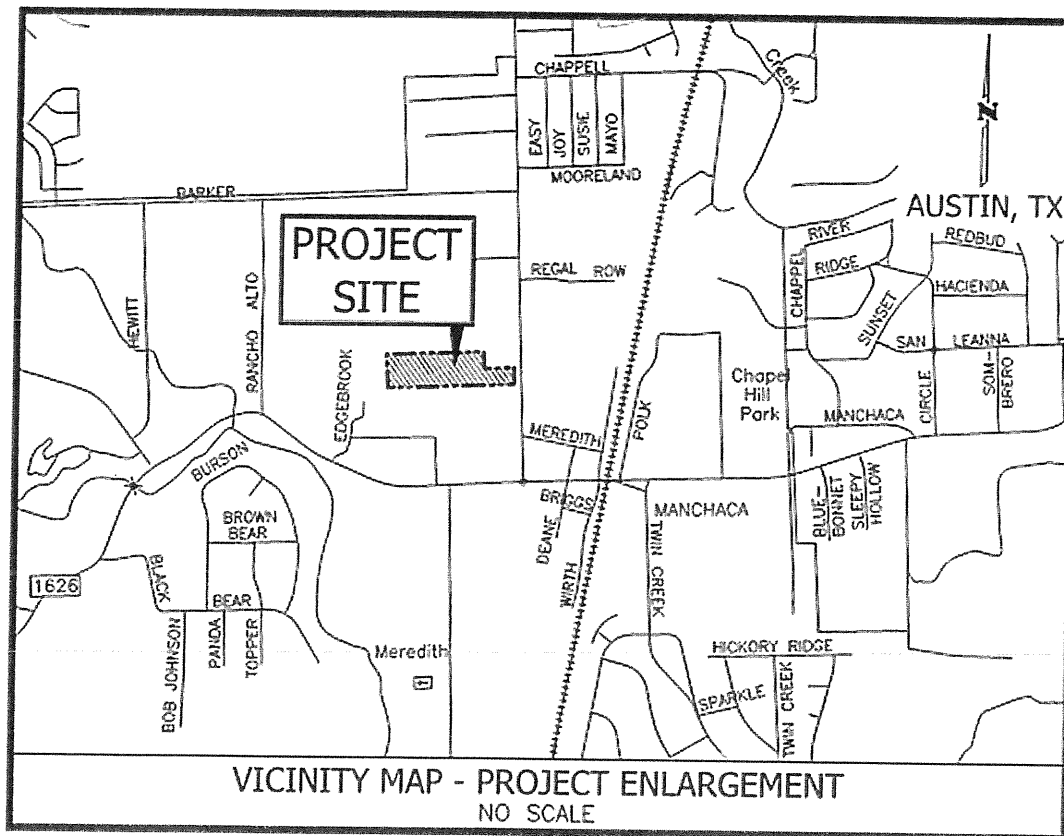 CHAPPELL
Creek
EASY
JOY
SUSIE
MAYO
MOORELAND
N
BARKER
AUSTIN, TX
PROJECT
SITE
RIVER
REDBUD
CHAPPEL
RIDGE
REGAL ROW
HACIENDA
HEWITT
RANCHO ALTO
SUNSET
SAN LEANNA
EDGEBROOK
Chapel
Hill
Park
CIRCLE
SOM-
BRERO
MANCHACA
MEREDITH
POLK
BURSON
BRIGGS
DEANE
WIRTH
MANCHACA
TWIN CREEK
BLUE-
BONNET
SLEEPY
HOLLOW
BROWN
BEAR
1626
BLACK
BEAR
BOB JOHNSON
PANDA
TOPPER
Meredith
HICKORY RIDGE
SPARKLE
TWIN CREEK
VICINITY MAP - PROJECT ENLARGEMENT
NO SCALE